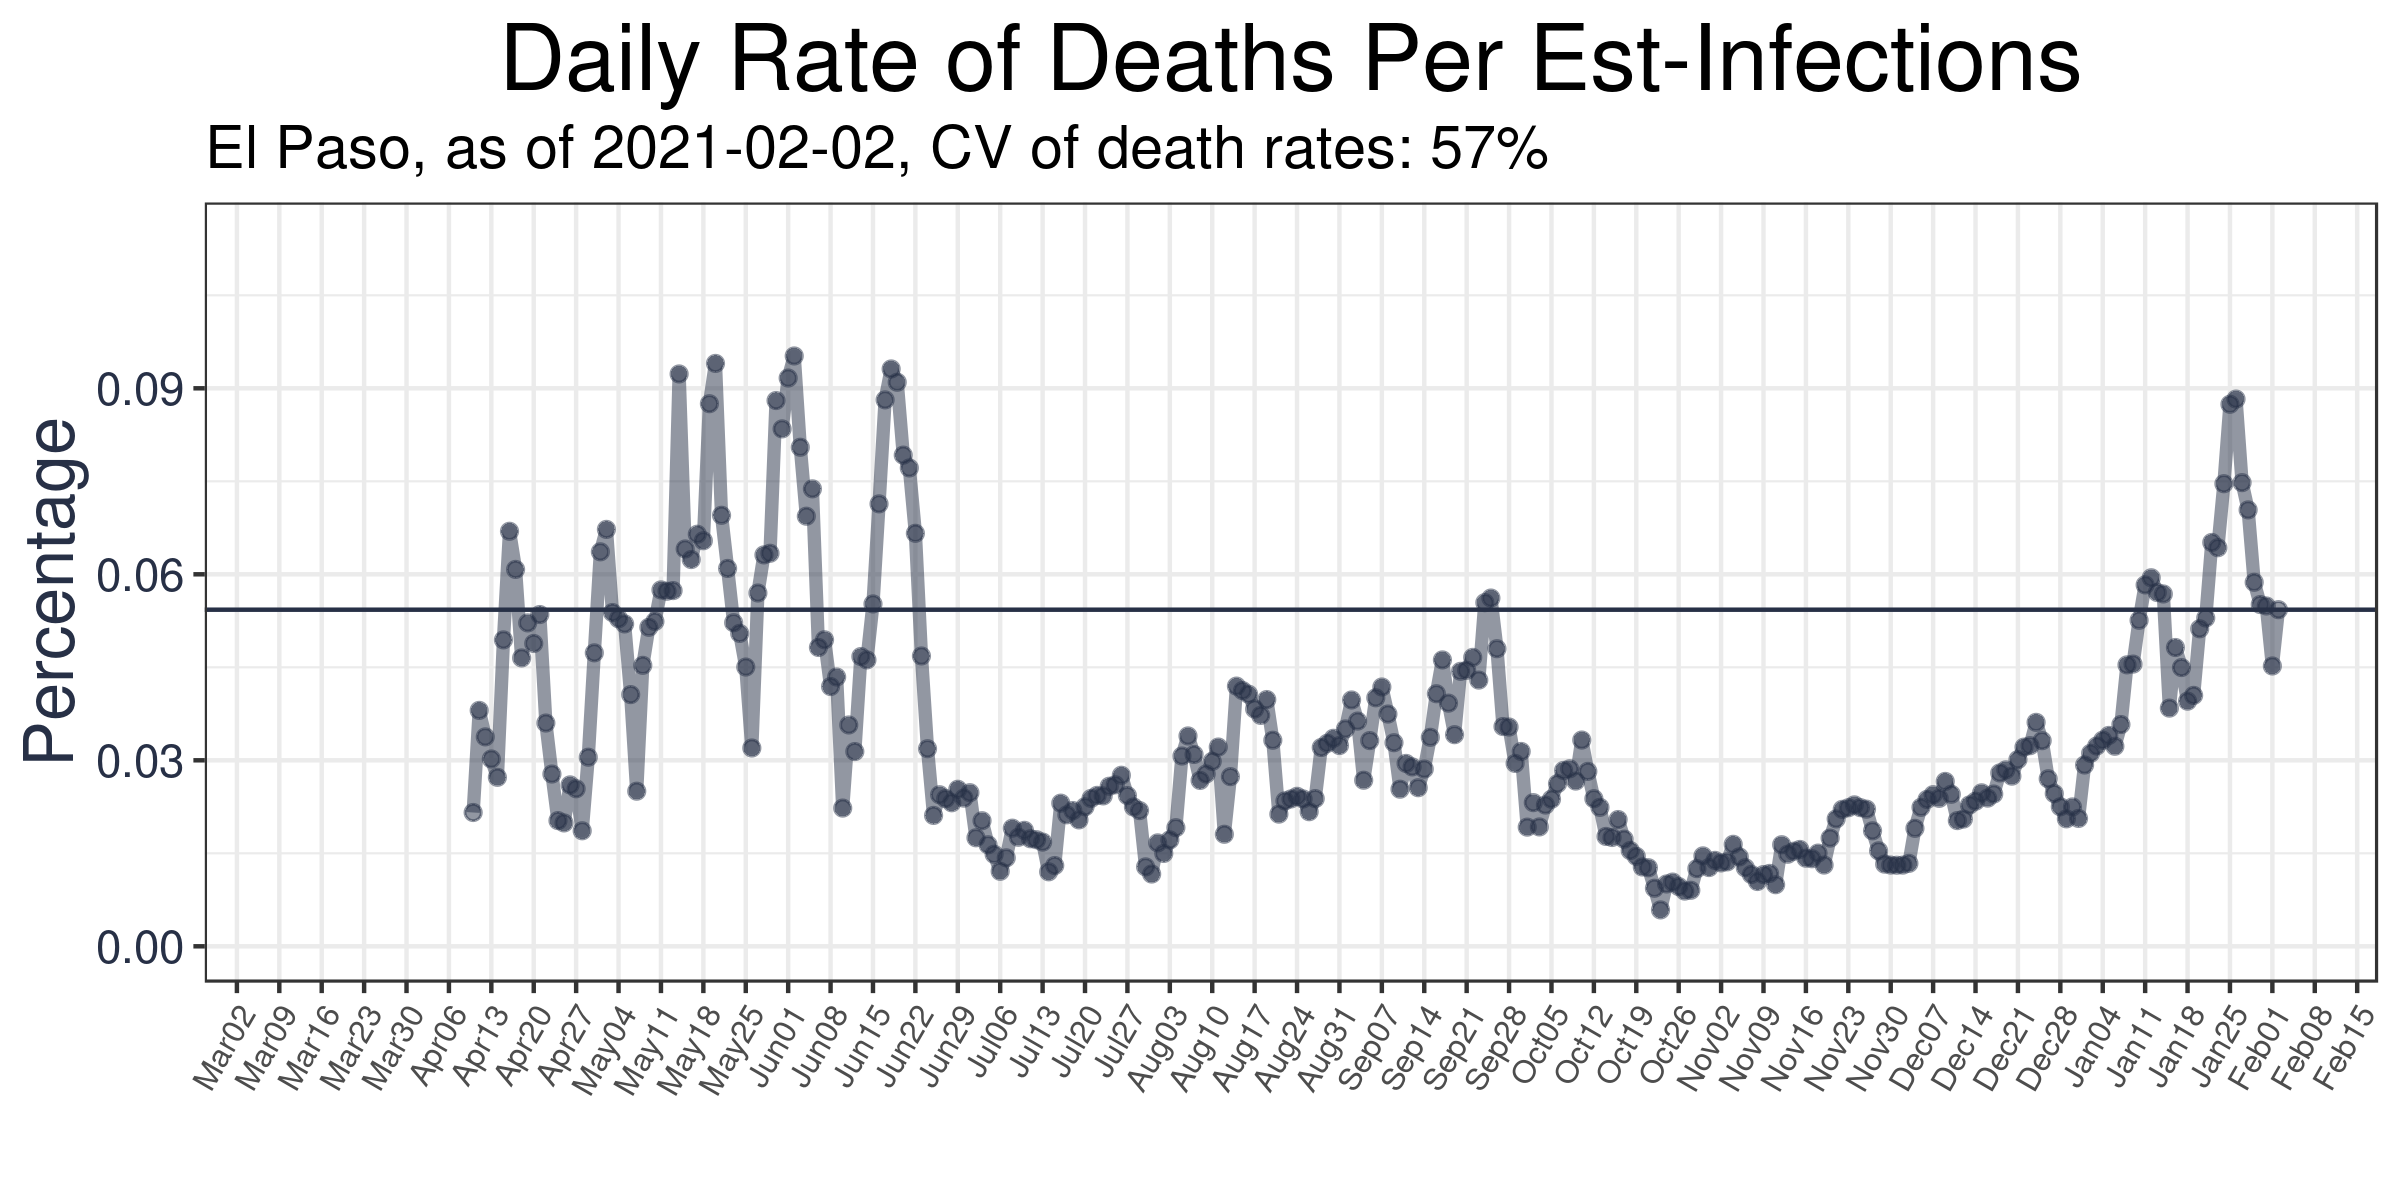 Daily Rate of Deaths Per Est-Infections
El Paso, as of 2021-02-02, CV of death rates: 57%
Percentage
0.09
0.06
0.03
0.00
Mar02
Mar09
Mar16
Mar23
Mar30
Apr06
Apr13
Apr20
Apr27
May04
May11
May18
May25
Jun01
Jun08
Jun15
Jun22
Jun29
Jul06
Jul13
Jul20
Jul27
Aug03
Aug10
Aug17
Aug24
Aug31
Sep07
Sep14
Sep21
Sep28
Oct05
Oct12
Oct19
Oct26
Nov02
Nov09
Nov16
Nov23
Nov30
Dec07
Dec14
Dec21
Dec28
Jan04
Jan11
Jan18
Jan25
Feb01
Feb08
Feb15